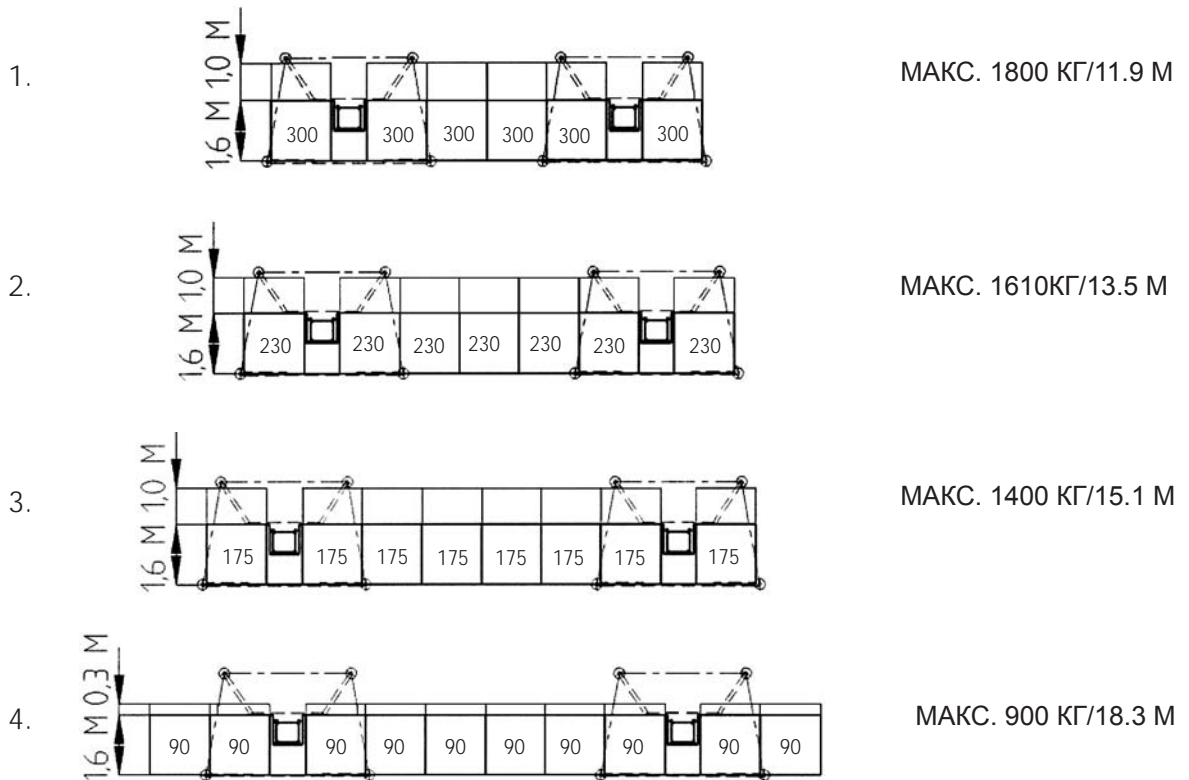 1.
1,6 М 1,0 М
300 300 300 300 300 300
МАКС. 1800 КГ/11.9 М
2.
1,6 М 1,0 М
230 230 230 230 230 230 230
МАКС. 1610КГ/13.5 М
3.
1,6 М 1,0 М
175 175 175 175 175 175 175 175
МАКС. 1400 КГ/15.1 М
4.
1,6 М 0,3 М
90 90 90 90 90 90 90 90 90 90
МАКС. 900 КГ/18.3 М